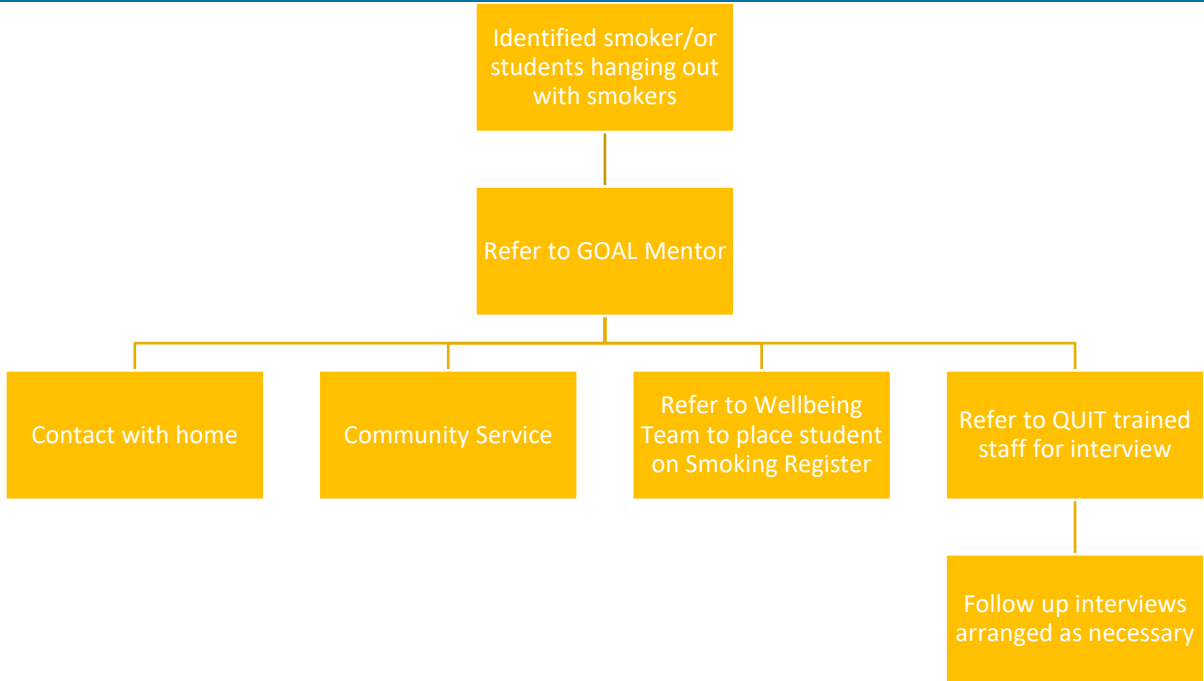 Identified smoker/or
students hanging out
with smokers
Refer to GOAL Mentor
Contact with home
Community Service
Refer to Wellbeing
Team to place student
on Smoking Register
Refer to QUIT trained
staff for interview
Follow up interviews
arranged as necessary